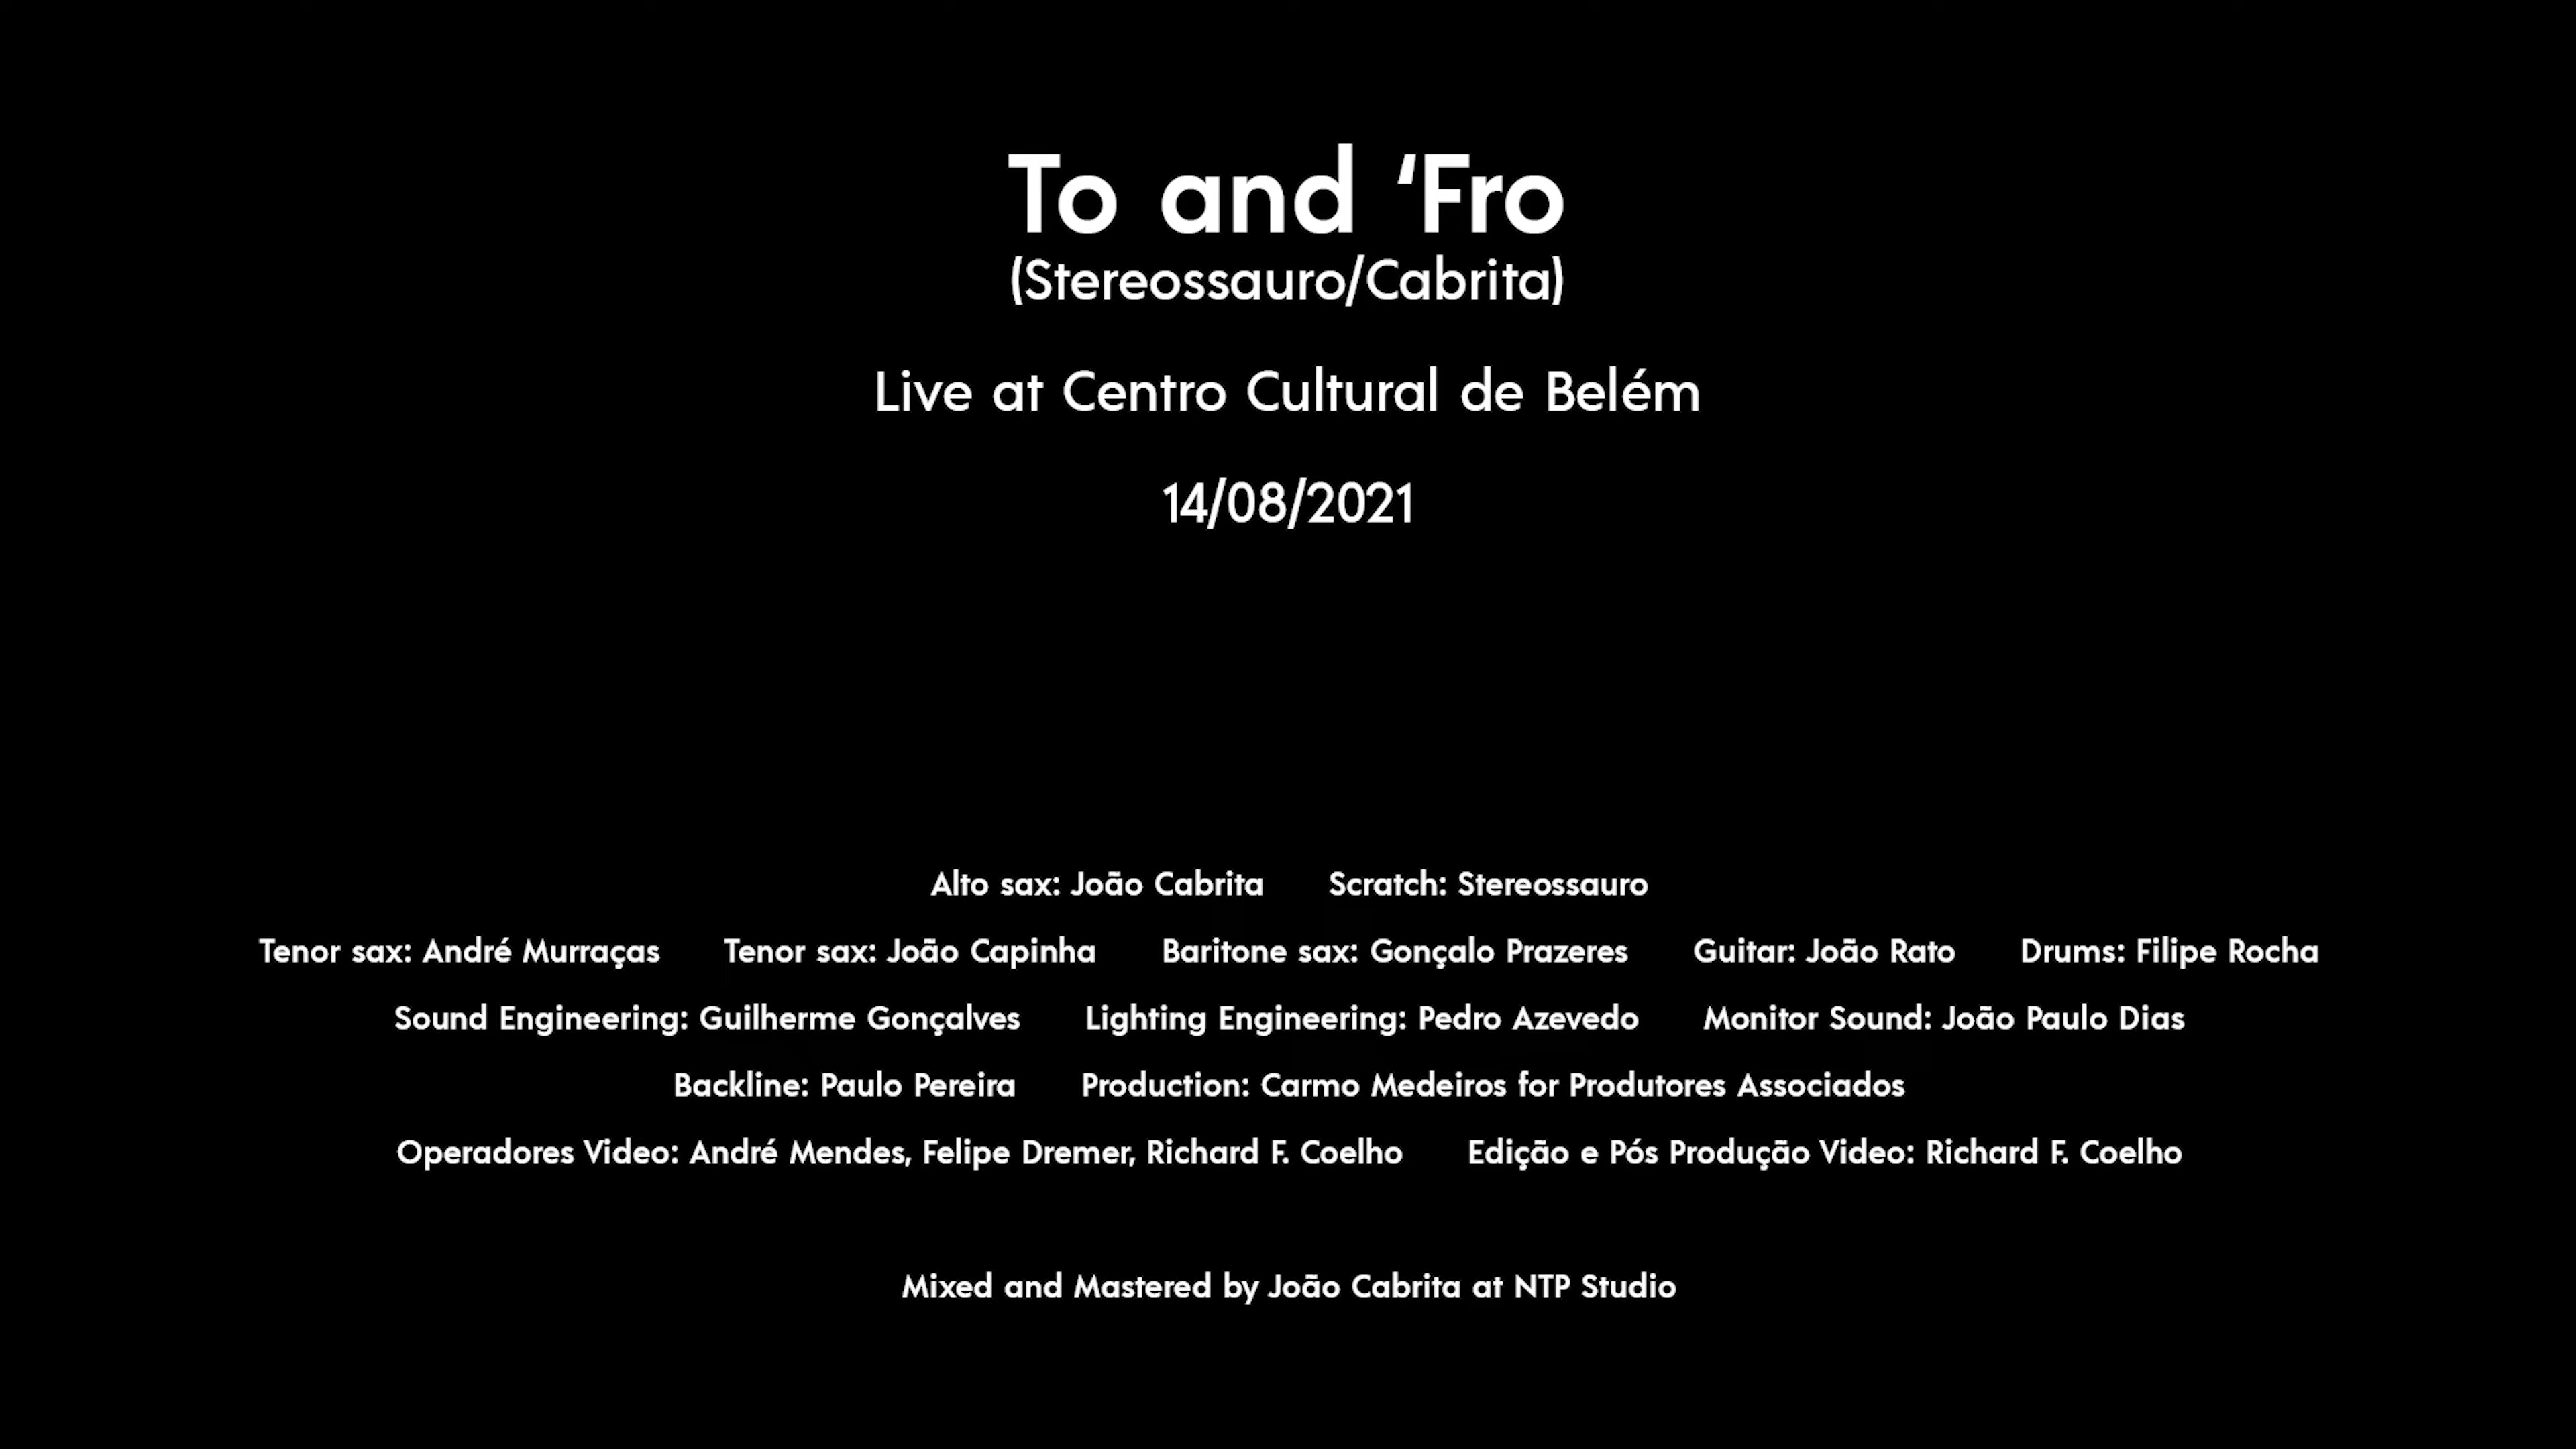 To and ‘Fro
(Stereossauro/Cabrita)
Live at Centro Cultural de Belém
14/08/2021
Alto sax: João Cabrita Scratch: Stereossauro
Tenor sax: André Murraças Tenor sax: João Capinha Baritone sax: Gonçalo Prazeres Guitar: João Rato Drums: Filipe Rocha
Sound Engineering: Guilherme Gonçalves Lighting Engineering: Pedro Azevedo Monitor Sound: João Paulo Dias
Backline: Paulo Pereira Production: Carmo Medeiros for Produtores Associados
Operadores Video: André Mendes, Felipe Dremer, Richard F. Coelho Edição e Pós Produção Video: Richard F. Coelho
Mixed and Mastered by João Cabrita at NTP Studio